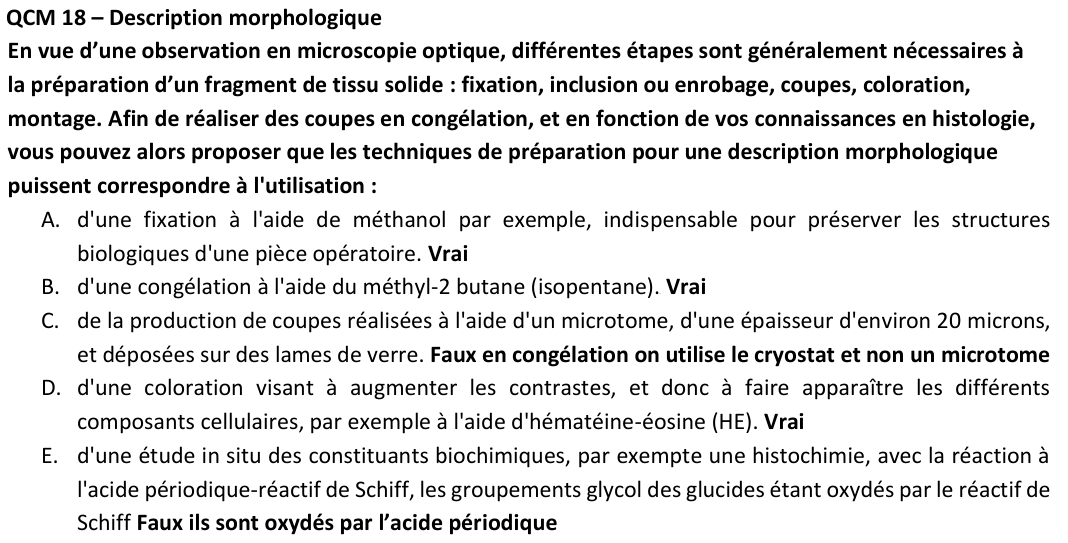 QCM 18 – Description morphologique
En vue d’une observation en microscopie optique, différentes étapes sont généralement nécessaires à
la préparation d’un fragment de tissu solide : fixation, inclusion ou enrobage, coupes, coloration,
montage. Afin de réaliser des coupes en congélation, et en fonction de vos connaissances en histologie,
vous pouvez alors proposer que les techniques de préparation pour une description morphologique
puissent correspondre à l'utilisation :
A. d'une fixation à l'aide de méthanol par exemple, indispensable pour préserver les structures
biologiques d'une pièce opératoire. Vrai
B. d'une congélation à l'aide du méthyl-2 butane (isopentane). Vrai
C. de la production de coupes réalisées à l'aide d'un microtome, d'une épaisseur d'environ 20 microns,
et déposées sur des lames de verre. Faux en congélation on utilise le cryostat et non un microtome
D. d'une coloration visant à augmenter les contrastes, et donc à faire apparaître les différents
composants cellulaires, par exemple à l'aide d'hématéine-éosine (HE). Vrai
E. d'une étude in situ des constituants biochimiques, par exempte une histochimie, avec la réaction à
l'acide périodique-réactif de Schiff, les groupements glycol des glucides étant oxydés par le réactif de
Schiff Faux ils sont oxydés par l’acide périodique